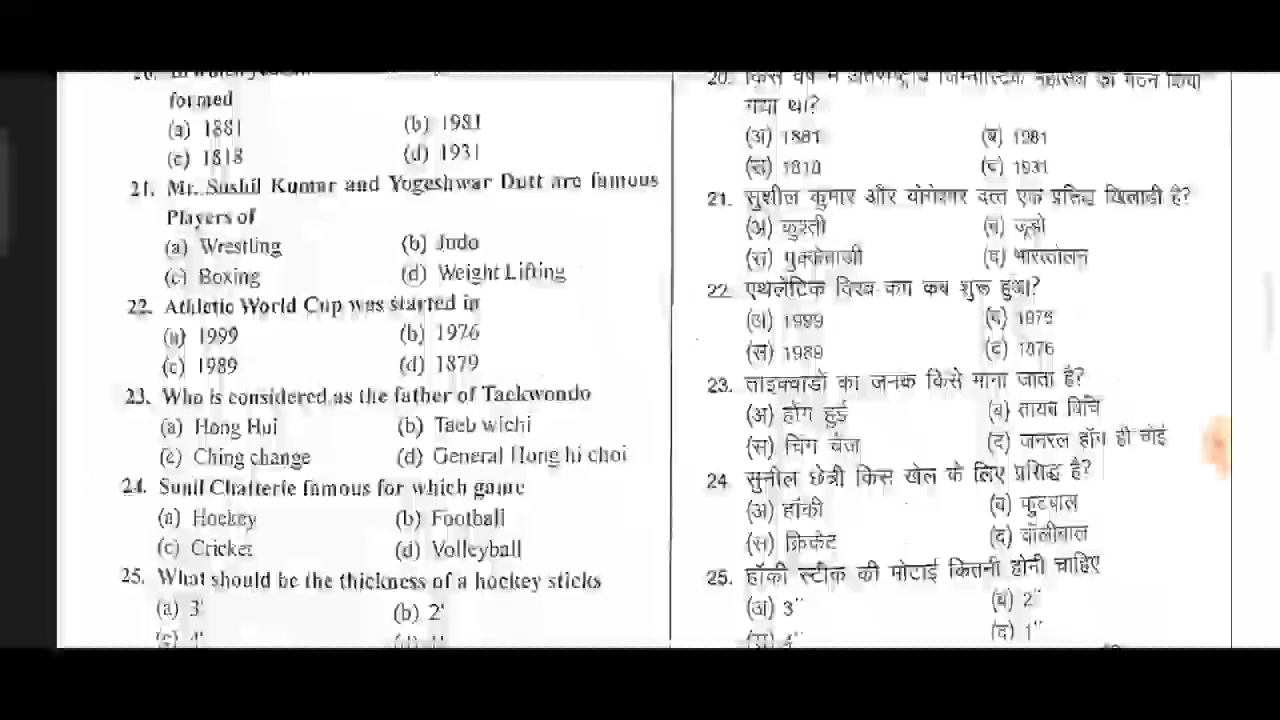 formed
(a) 1881 (b) 1981
(c) 1818 (d) 1931
21. Mr. Sushil Kumar and Yogeshwar Dutt are famous
Players of
(a) Wrestling (b) Judo
(c) Boxing (d) Weight Lifting
22. Athletic World Cup was started in
(a) 1999 (b) 1976
(c) 1989 (d) 1879
23. Who is considered as the father of Taekwondo
(a) Hong Hui (b) Taeb wichi
(c) Ching change (d) General Hong hi choi
24. Sunil Chatterie famous for which game
(a) Hockey (b) Football
(c) Cricket (d) Volleyball
25. What should be the thickness of a hockey sticks
(a) 3' (b) 2'
(c) 4'
20. किस वर्ष में अंतर्राष्ट्रीय जिम्नास्टिक महासंघ का गठन किया
गया था?
(अ) 1881 (ब) 1981
(स) 1818 (द) 1931
21. सुशील कुमार और योगेश्वर दत्त एक प्रसिद्ध खिलाडी है?
(अ) कुश्ती (ब) जूडो
(स) मुक्केबाजी (द) भारत्तोलन
22. एथलेटिक विश्व कप कब शुरू हुआ?
(अ) 1999 (ब) 1976
(स) 1989 (द) 1876
23. ताइक्वाडों का जनक किसे माना जाता है?
(अ) होंग हुई (ब) तायब विचि
(स) चिंग चेंज (द) जनरल हॉंग ही चोई
24. सुनील छेत्री किस खेल के लिए प्रसिद्ध है?
(अ) हॉकी (ब) फुटबाल
(स) क्रिकेट (द) वॉलीबाल
25. हॉकी स्टीक की मोटाई कितनी होनी चाहिए
(अ) 3" (ब) 2"
(स) 4" (द) 1"